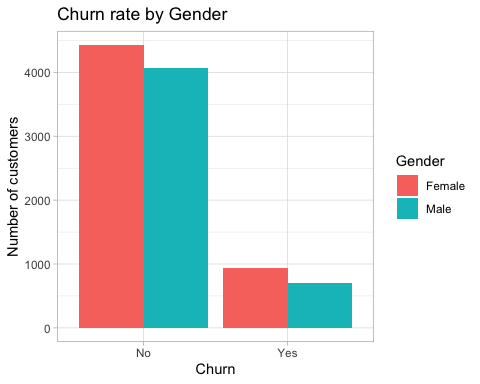 Churn rate by Gender
Number of customers
4000
3000
2000
1000
0
No
Yes
Churn
Gender
Female
Male